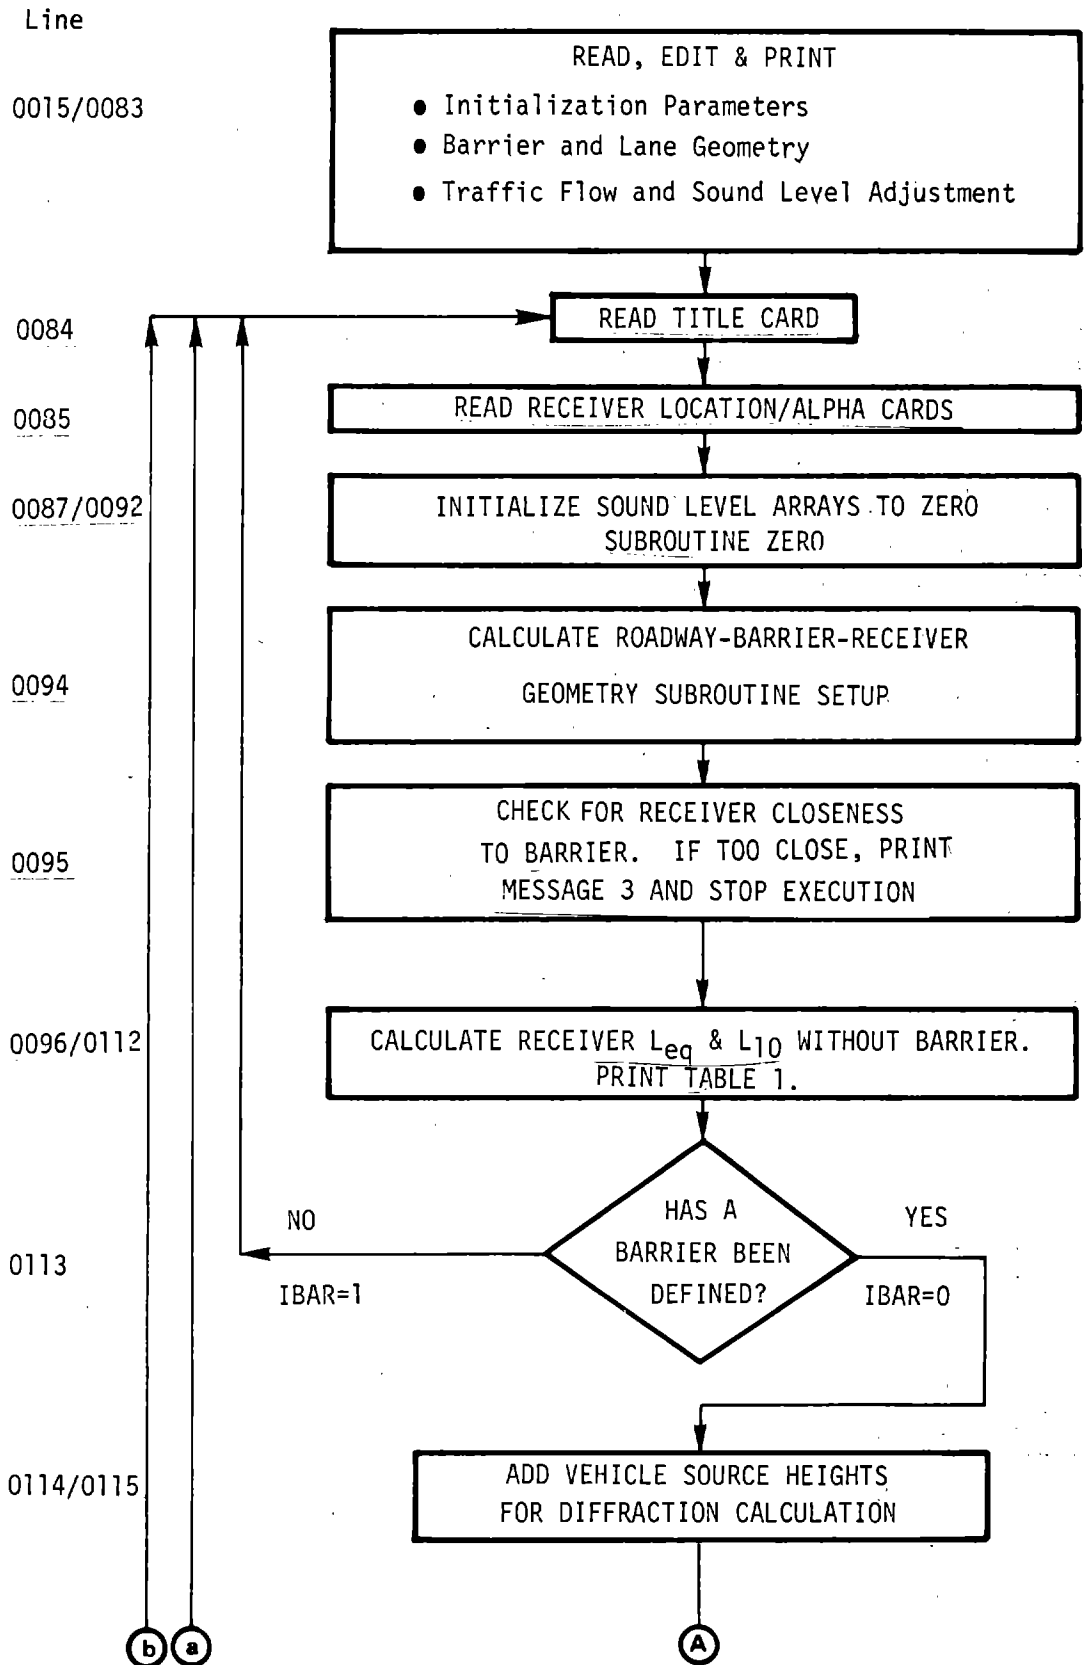 Line
READ, EDIT & PRINT
0015/0083
● Initialization Parameters
● Barrier and Lane Geometry
● Traffic Flow and Sound Level Adjustment
0084
READ TITLE CARD
0085
READ RECEIVER LOCATION/ALPHA CARDS
0087/0092
INITIALIZE SOUND LEVEL ARRAYS TO ZERO
SUBROUTINE ZERO
CALCULATE ROADWAY-BARRIER-RECEIVER
0094
GEOMETRY SUBROUTINE SETUP
CHECK FOR RECEIVER CLOSENESS
0095
TO BARRIER. IF TOO CLOSE, PRINT
MESSAGE 3 AND STOP EXECUTION
0096/0112
CALCULATE RECEIVER Leq & L10 WITHOUT BARRIER.
PRINT TABLE 1.
NO
HAS A
YES
0113
BARRIER BEEN
IBAR=1
DEFINED?
IBAR=0
0114/0115
ADD VEHICLE SOURCE HEIGHTS
FOR DIFFRACTION CALCULATION
b
a
A